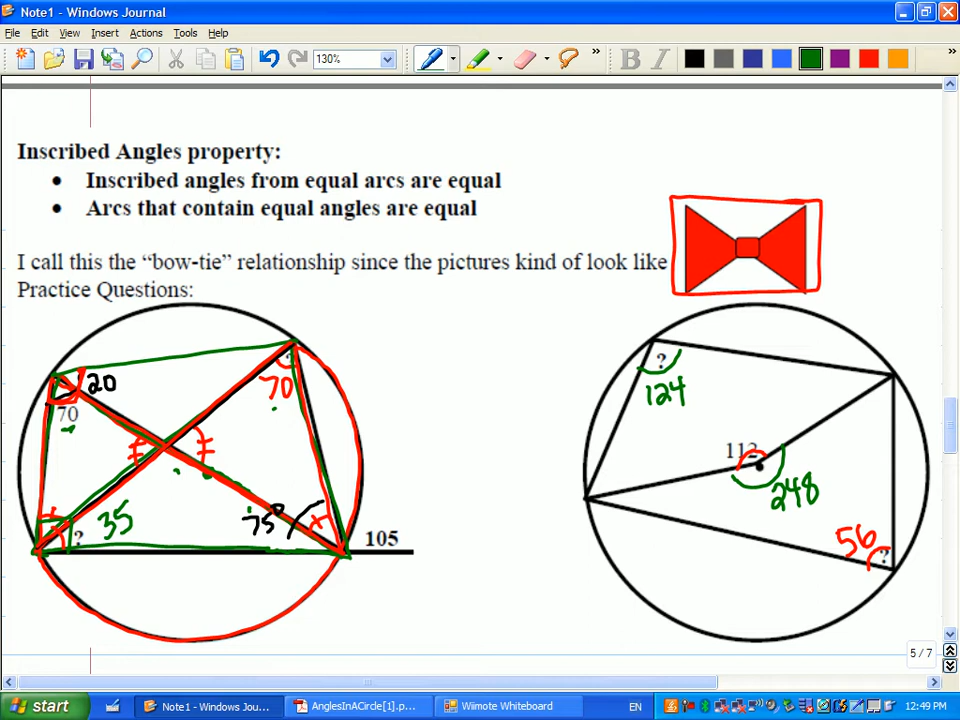 Note1 - Windows Journal
File Edit View Insert Actions Tools Help
130%
B I
Inscribed Angles property:
• Inscribed angles from equal arcs are equal
• Arcs that contain equal angles are equal
I call this the “bow-tie” relationship since the pictures kind of look like
Practice Questions:
20
70
?
70
35
?
75°
105
?
124
112
248
56
?
5 / 7
start
Note1 - Windows Jou...
AnglesInACircle[1].p...
Wiimote Whiteboard
EN
12:49 PM